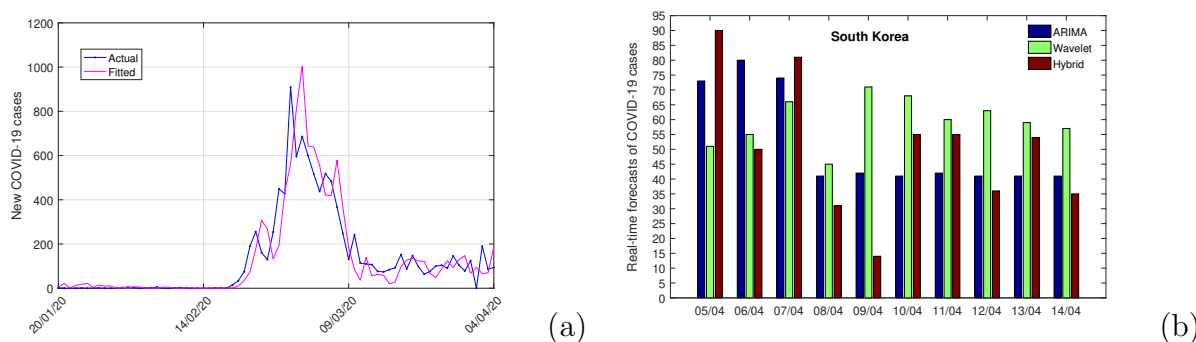 1200
1000
800
600
400
200
0
New COVID-19 cases
Actual
Fitted
20/01/20
14/02/20
09/03/20
04/04/20
(a)
95
90
85
80
75
70
65
60
55
50
45
40
35
30
25
20
15
10
5
0
Real-time forecasts of COVID-19 cases
South Korea
ARIMA
Wavelet
Hybrid
05/04 06/04 07/04 08/04 09/04 10/04 11/04 12/04 13/04 14/04
(b)